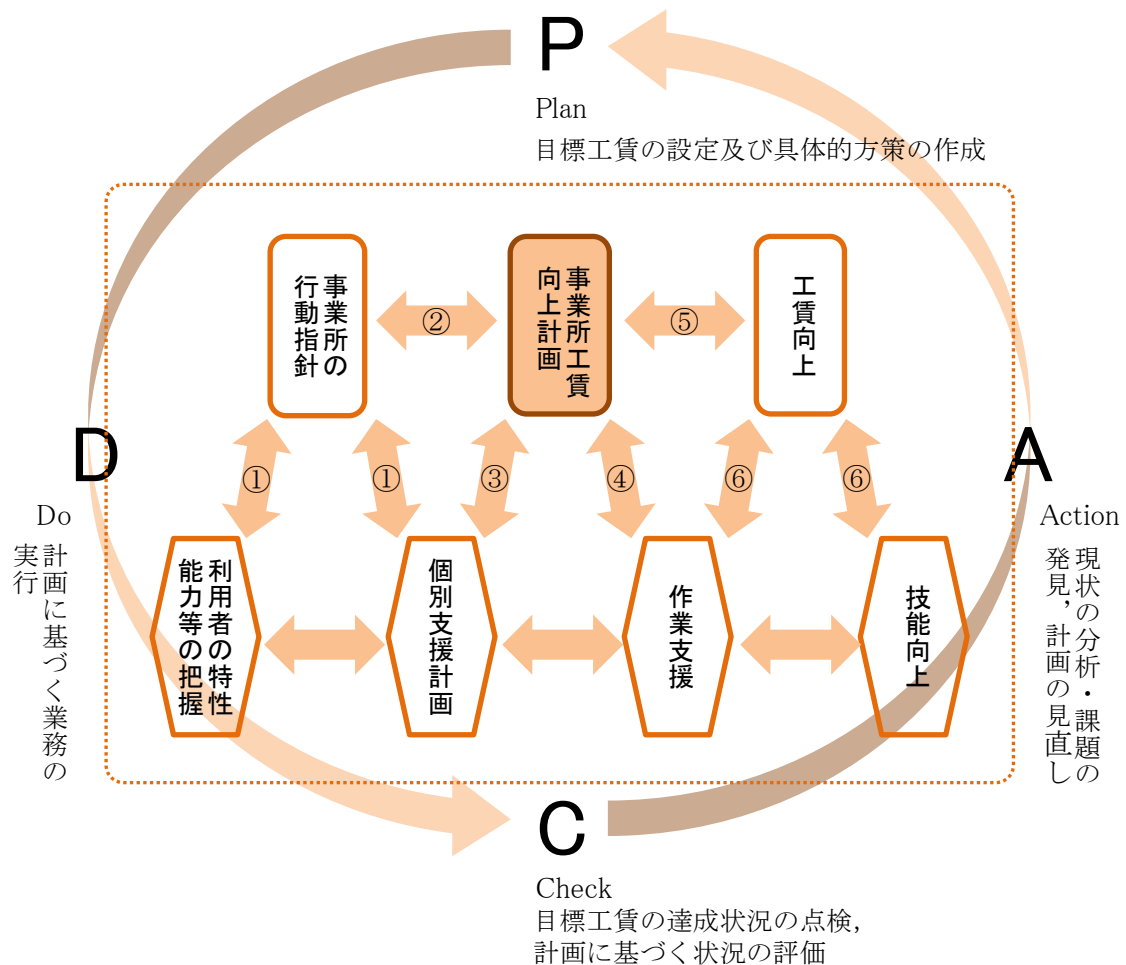 P
Plan
目標工賃の設定及び具体的方策の作成
事業所の
行動指針
②
事業所工賃
向上計画
⑤
工賃向上
D
Do
計画に基づく業務の
実行
①
①
③
④
⑥
⑥
A
Action
現状の分析・課題の
発見，計画の見直し
利用者の特性
能力等の把握
個別支援計画
作業支援
技能向上
C
Check
目標工賃の達成状況の点検，
計画に基づく状況の評価